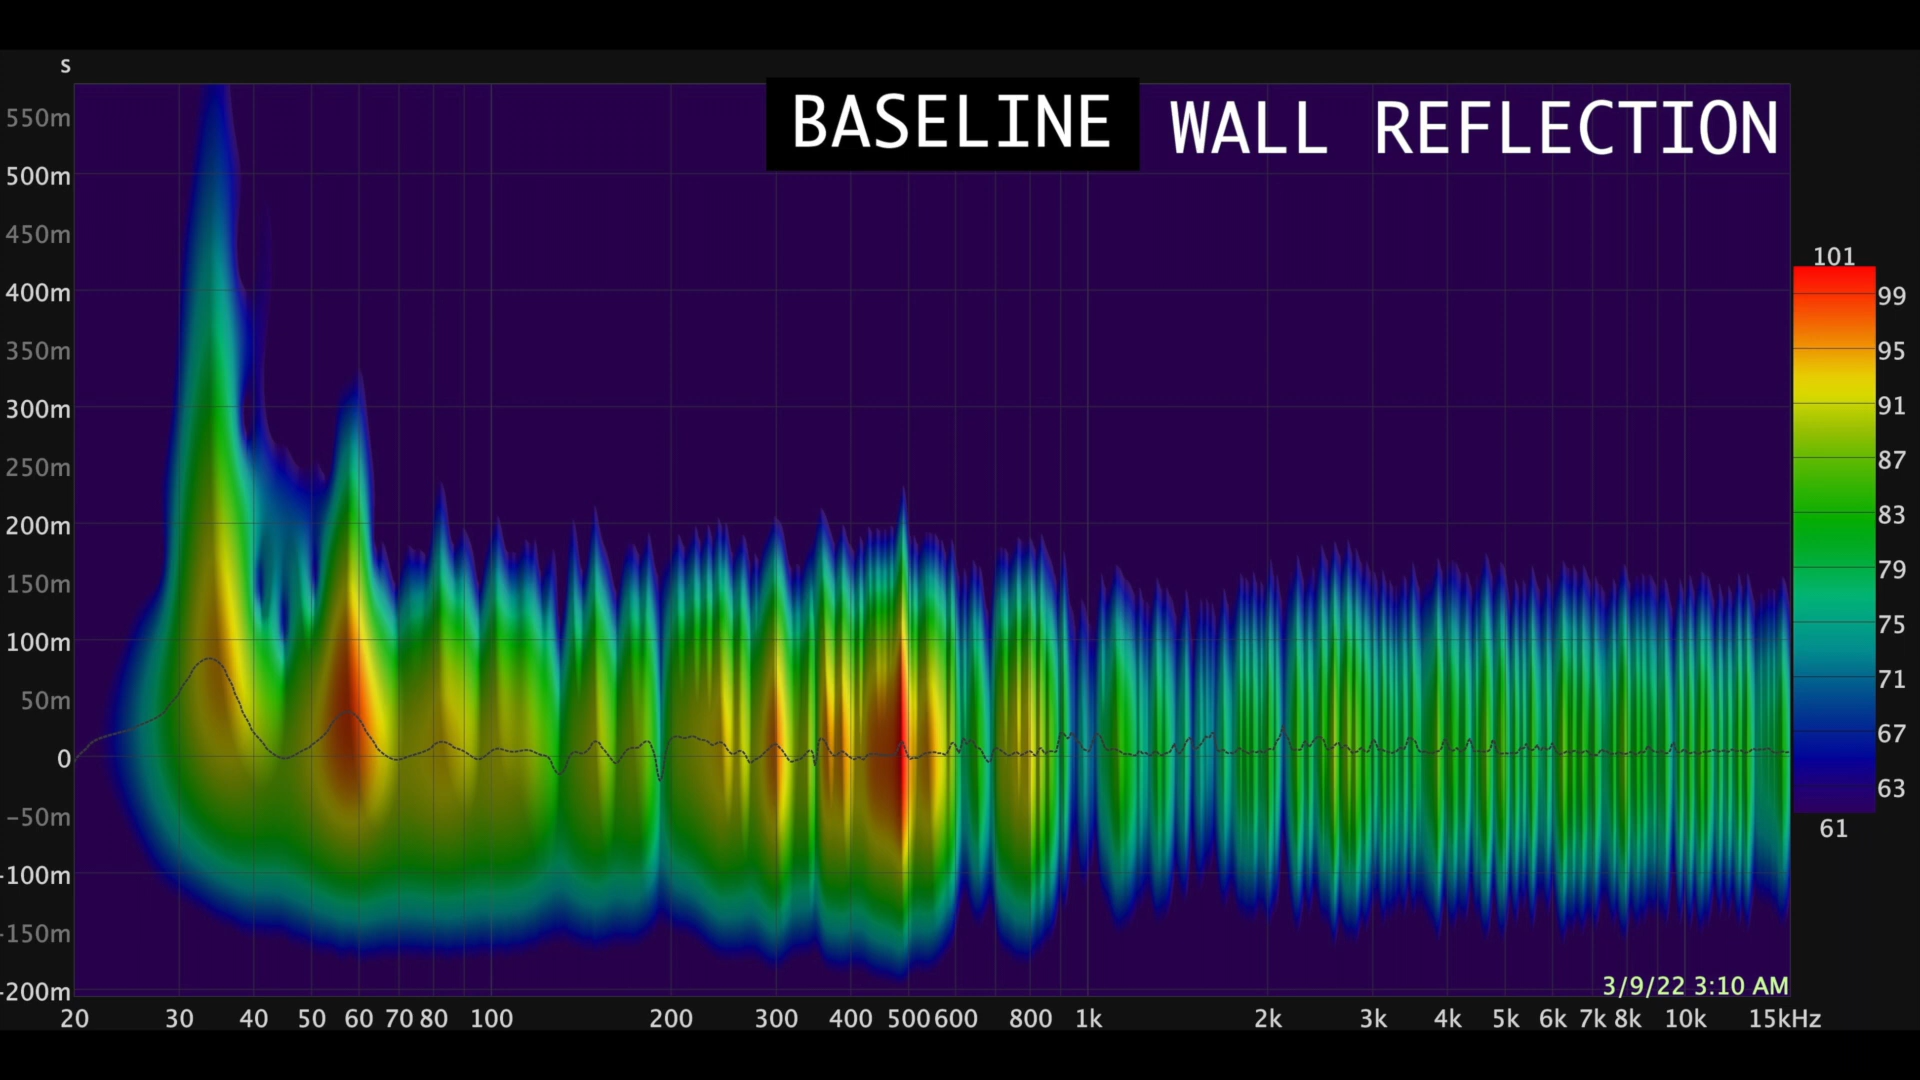 s
BASELINE WALL REFLECTION
550m
500m
450m
400m
350m
300m
250m
200m
150m
100m
50m
0
-50m
-100m
-150m
-200m
101
99
95
91
87
83
79
75
71
67
63
61
3/9/22 3:10 AM
20 30 40 50 60 70 80 100 200 300 400 500 600 800 1k 2k 3k 4k 5k 6k 7k 8k 10k 15kHz